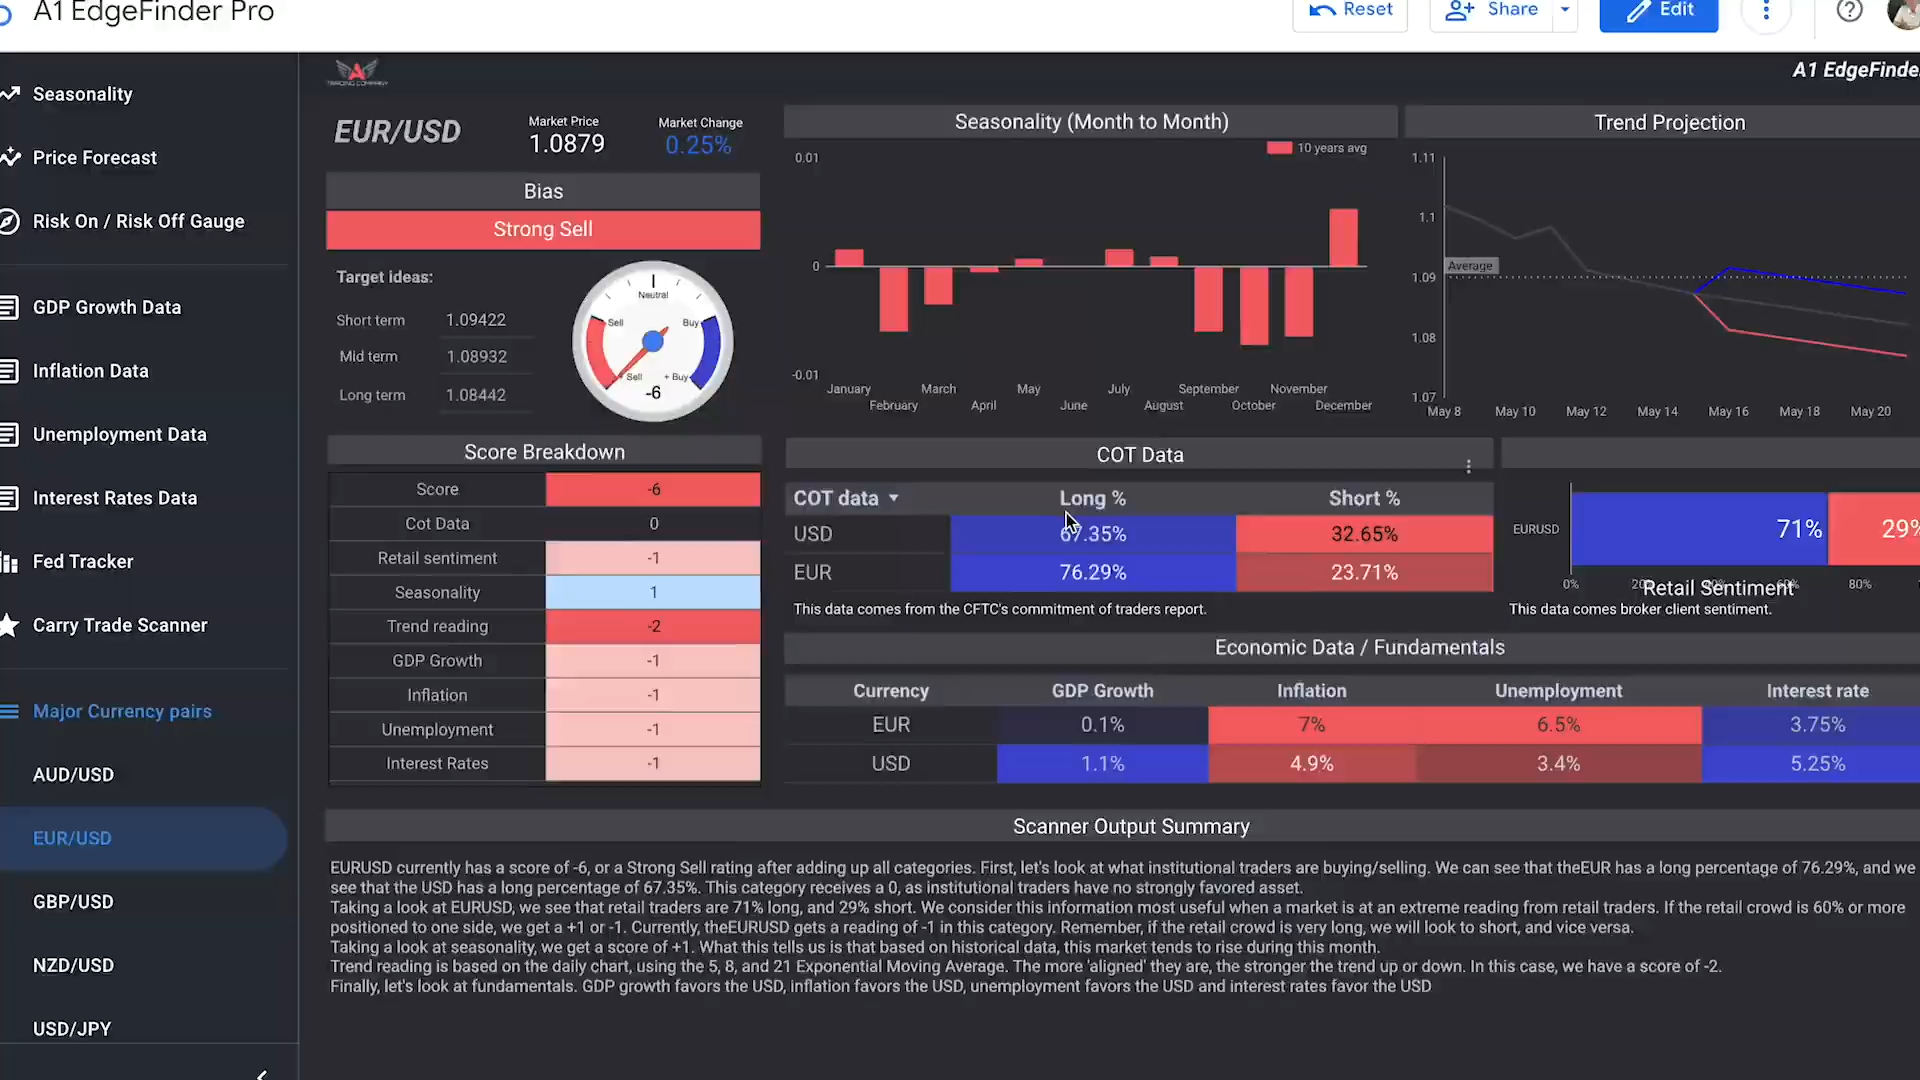 A1 EdgeFinder Pro
Reset
Share
Edit
Seasonality
Price Forecast
Risk On / Risk Off Gauge
GDP Growth Data
Inflation Data
Unemployment Data
Interest Rates Data
Fed Tracker
Carry Trade Scanner
Major Currency pairs
AUD/USD
EUR/USD
GBP/USD
NZD/USD
USD/JPY
TRADING COMPANY
A1 EdgeFinde
EUR/USD
Market Price
1.0879
Market Change
0.25%
Bias
Strong Sell
Target ideas:
Short term 1.09422
Mid term 1.08932
Long term 1.08442
Neutral
Sell Buy
- Sell + Buy
-6
Score Breakdown
Score -6
Cot Data 0
Retail sentiment -1
Seasonality 1
Trend reading -2
GDP Growth -1
Inflation -1
Unemployment -1
Interest Rates -1
Seasonality (Month to Month)
10 years avg
0.01
0
-0.01
January March May July September November
February April June August October December
Trend Projection
1.11
1.1
Average
1.09
1.08
1.07
May 8 May 10 May 12 May 14 May 16 May 18 May 20
COT Data
COT data Long % Short %
USD 67.35% 32.65%
EUR 76.29% 23.71%
This data comes from the CFTC's commitment of traders report.
EURUSD 71% 29%
0% 20% 40% 60% 80%
Retail Sentiment
This data comes broker client sentiment.
Economic Data / Fundamentals
Currency GDP Growth Inflation Unemployment Interest rate
EUR 0.1% 7% 6.5% 3.75%
USD 1.1% 4.9% 3.4% 5.25%
Scanner Output Summary
EURUSD currently has a score of -6, or a Strong Sell rating after adding up all categories. First, let's look at what institutional traders are buying/selling. We can see that theEUR has a long percentage of 76.29%, and we
see that the USD has a long percentage of 67.35%. This category receives a 0, as institutional traders have no strongly favored asset.
Taking a look at EURUSD, we see that retail traders are 71% long, and 29% short. We consider this information most useful when a market is at an extreme reading from retail traders. If the retail crowd is 60% or more
positioned to one side, we get a +1 or -1. Currently, theEURUSD gets a reading of -1 in this category. Remember, if the retail crowd is very long, we will look to short, and vice versa.
Taking a look at seasonality, we get a score of +1. What this tells us is that based on historical data, this market tends to rise during this month.
Trend reading is based on the daily chart, using the 5, 8, and 21 Exponential Moving Average. The more 'aligned' they are, the stronger the trend up or down. In this case, we have a score of -2.
Finally, let's look at fundamentals. GDP growth favors the USD, inflation favors the USD, unemployment favors the USD and interest rates favor the USD